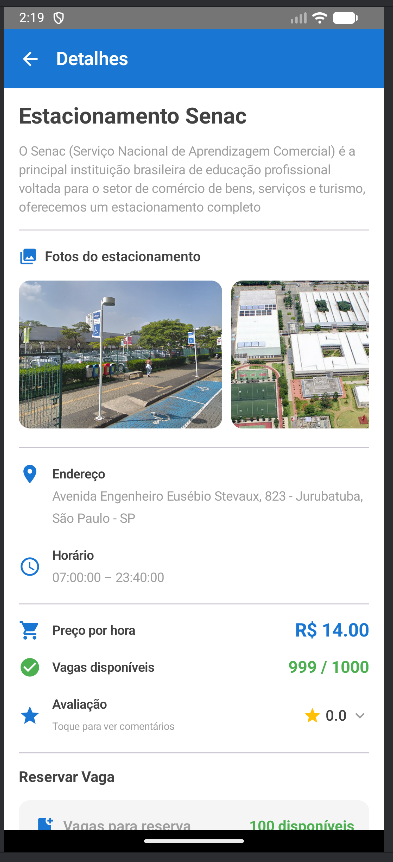 2:19
Detalhes
Estacionamento Senac
O Senac (Serviço Nacional de Aprendizagem Comercial) é a
principal instituição brasileira de educação profissional
voltada para o setor de comércio de bens, serviços e turismo,
oferecemos um estacionamento completo
Fotos do estacionamento
Endereço
Avenida Engenheiro Eusébio Stevaux, 823 - Jurubatuba,
São Paulo - SP
Horário
07:00:00 – 23:40:00
Preço por hora R$ 14.00
Vagas disponíveis 999 / 1000
Avaliação
Toque para ver comentários
0.0
Reservar Vaga
Vagas para reserva 100 disponíveis